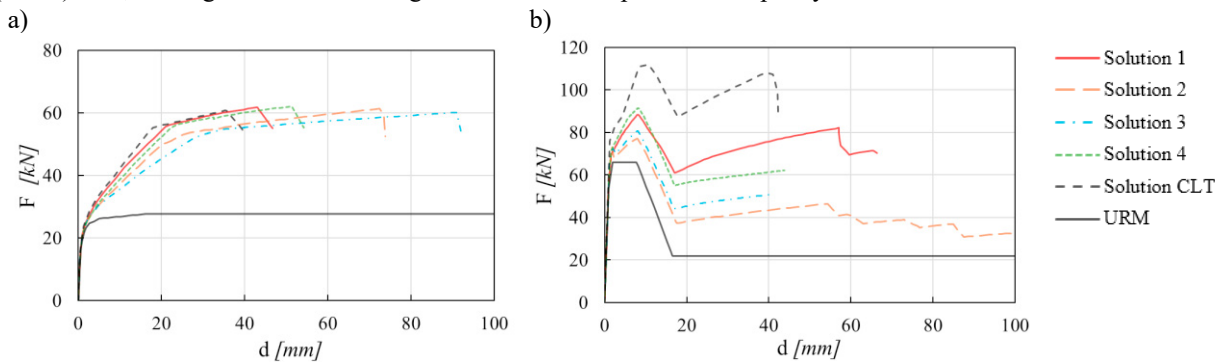 a)
b)
80
60
40
20
0
F [kN]
0 20 40 60 80 100
d [mm]
120
100
80
60
40
20
0
F [kN]
0 20 40 60 80 100
d [mm]
Solution 1
Solution 2
Solution 3
Solution 4
Solution CLT
URM